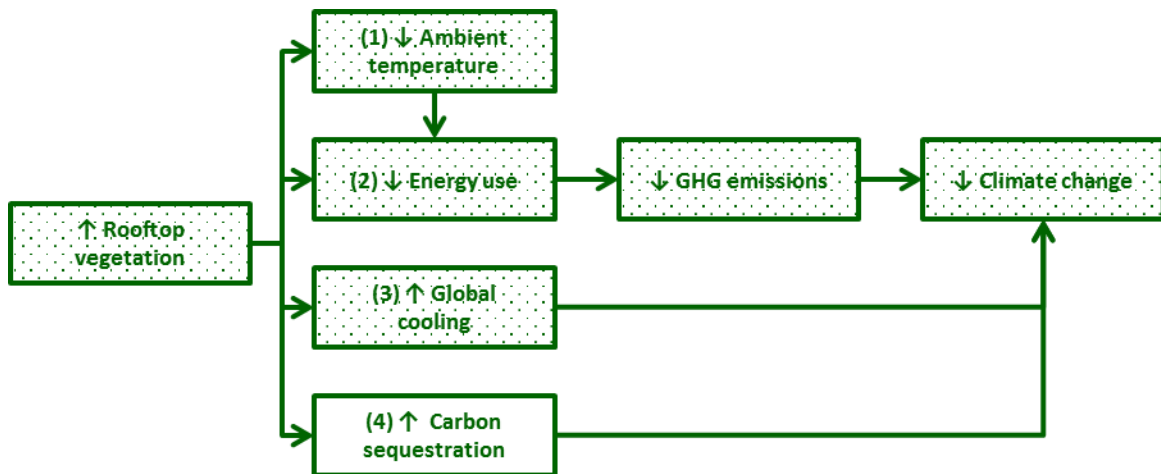 (1) ↓ Ambient
temperature
(2) ↓ Energy use
↓ GHG emissions
↓ Climate change
↑ Rooftop
vegetation
(3) ↑ Global
cooling
(4) ↑ Carbon
sequestration